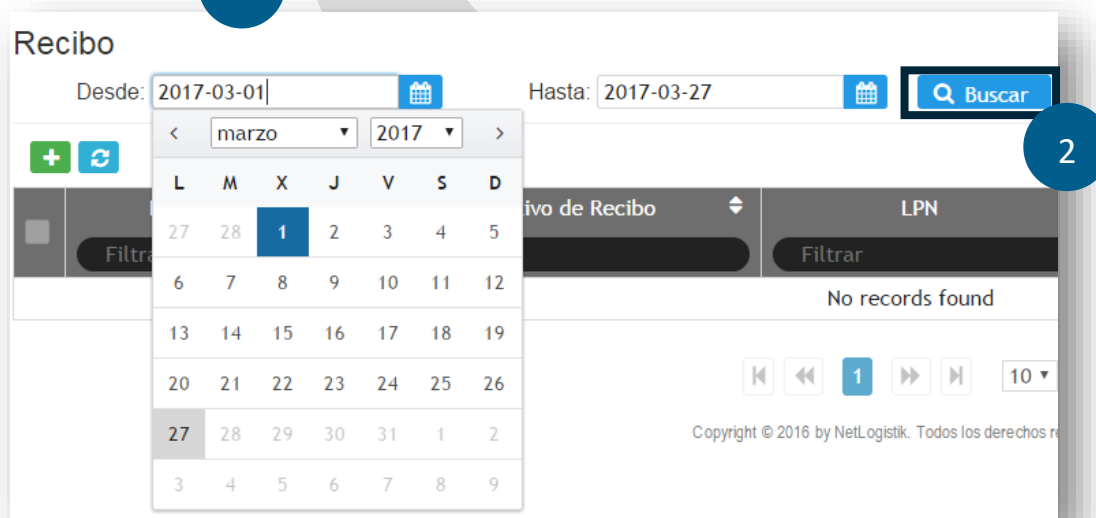 Recibo
Desde: 2017-03-01 Hasta: 2017-03-27 Buscar
2
< marzo 2017 >
L M X J V S D
ivo de Recibo LPN
27 28 1 2 3 4 5
Filtrar
6 7 8 9 10 11 12
No records found
13 14 15 16 17 18 19
20 21 22 23 24 25 26
1 10
27 28 29 30 31 1 2
Copyright © 2016 by NetLogistik. Todos los derechos
3 4 5 6 7 8 9